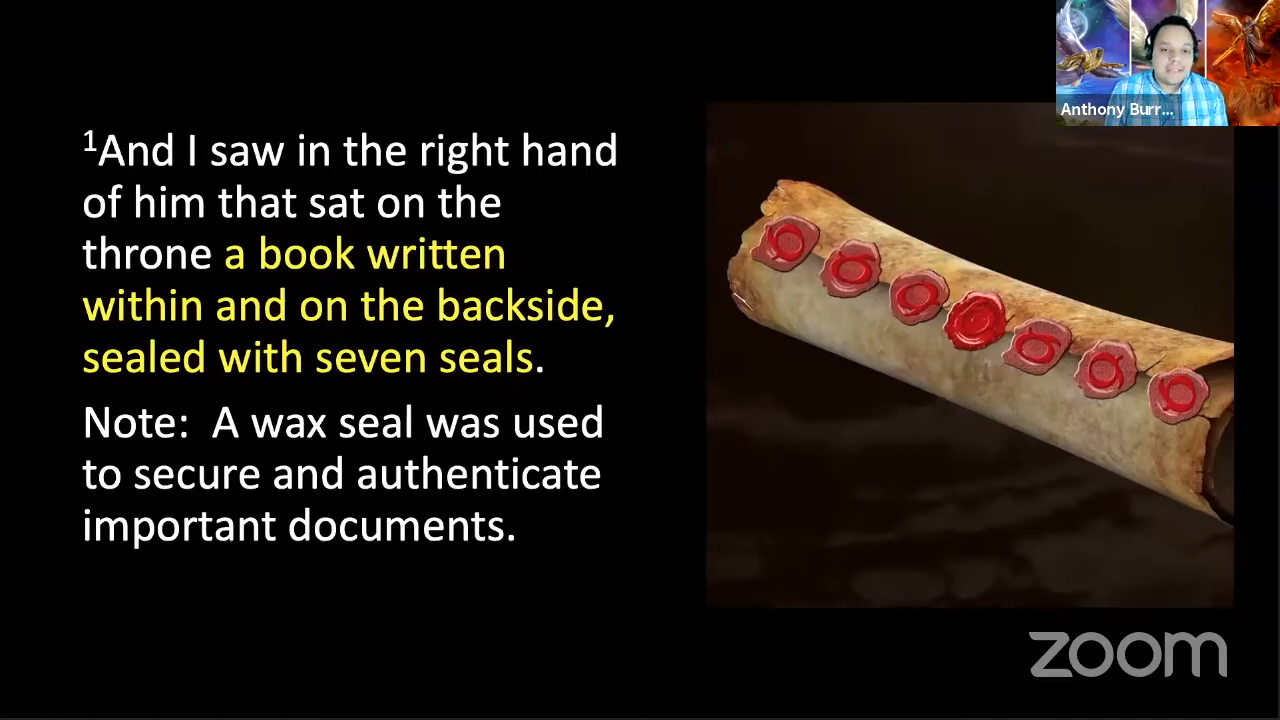 Anthony Burr...
¹And I saw in the right hand
of him that sat on the
throne a book written
within and on the backside,
sealed with seven seals.
Note:  A wax seal was used
to secure and authenticate
important documents.
zoom